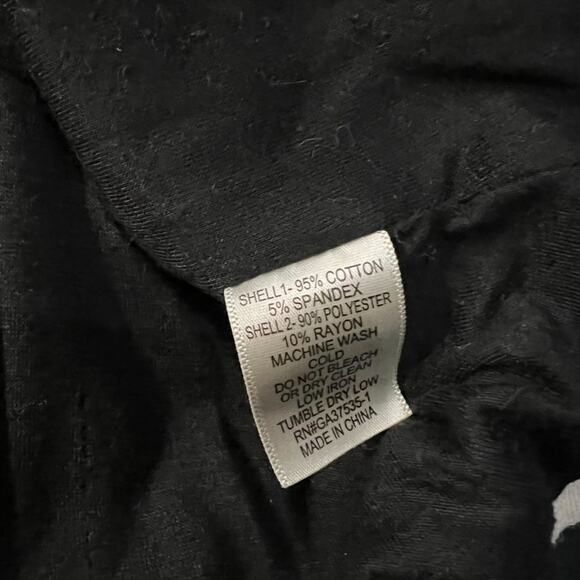 SHELL1- 95% COTTON
5% SPANDEX
SHELL 2- 90% POLYESTER
10% RAYON
MACHINE WASH
COLD
DO NOT BLEACH
OR DRY CLEAN
LOW IRON
TUMBLE DRY LOW
RN#GA37535-1
MADE IN CHINA